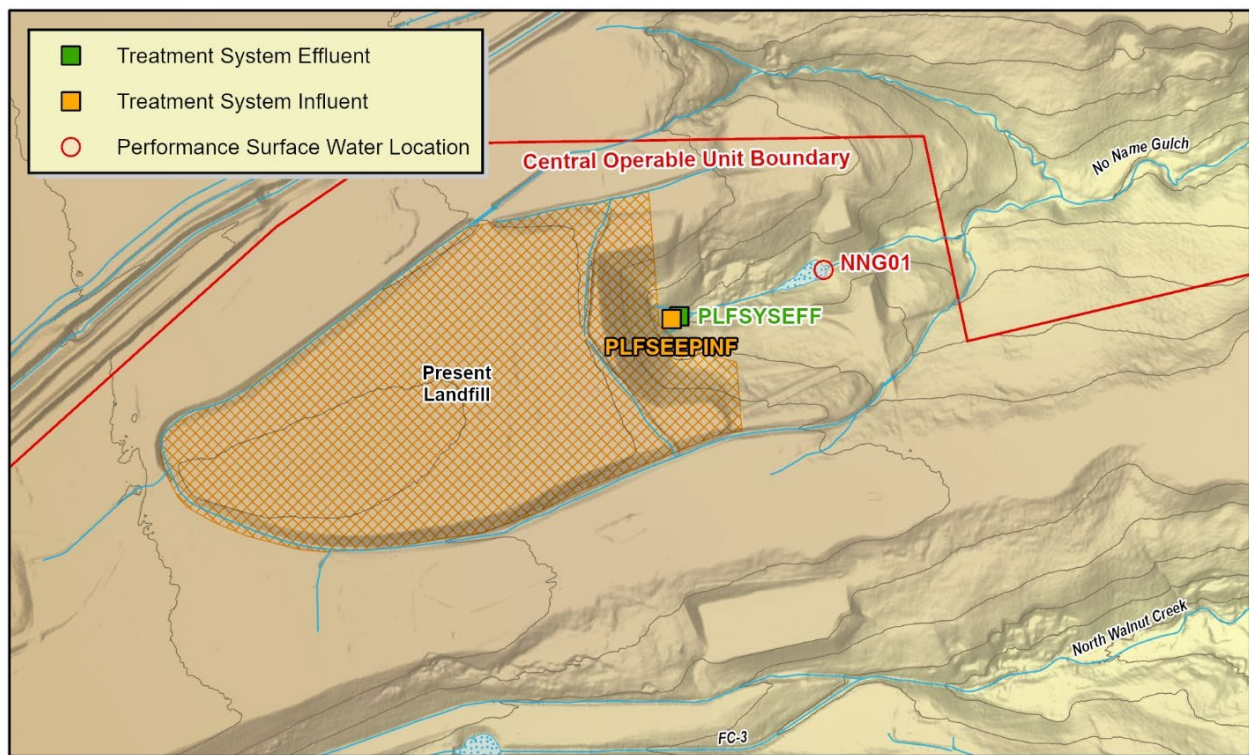 Treatment System Effluent
Treatment System Influent
Performance Surface Water Location
Central Operable Unit Boundary
No Name Gulch
NNG01
PLFSYSEFF
PLFSEEPINF
Present
Landfill
North Walnut Creek
FC-3